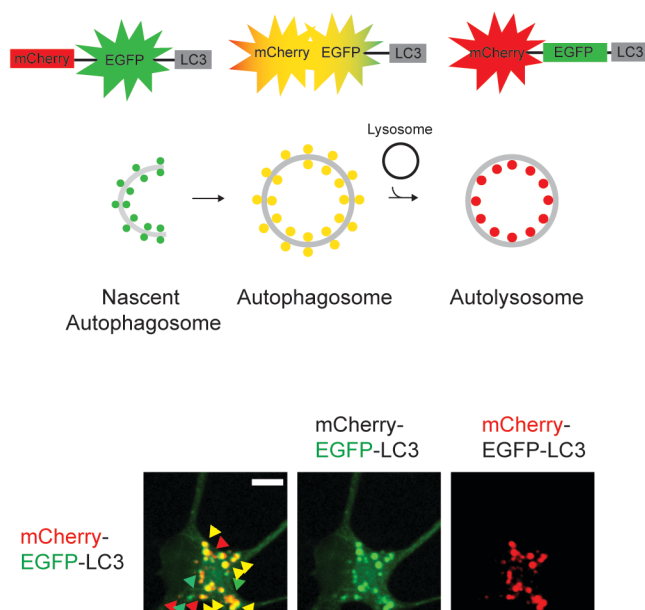 mCherry EGFP LC3 mCherry EGFP LC3 mCherry EGFP LC3
Lysosome
Nascent
Autophagosome
Autophagosome
Autolysosome
mCherry-
EGFP-LC3
mCherry-
EGFP-LC3
mCherry-
EGFP-LC3